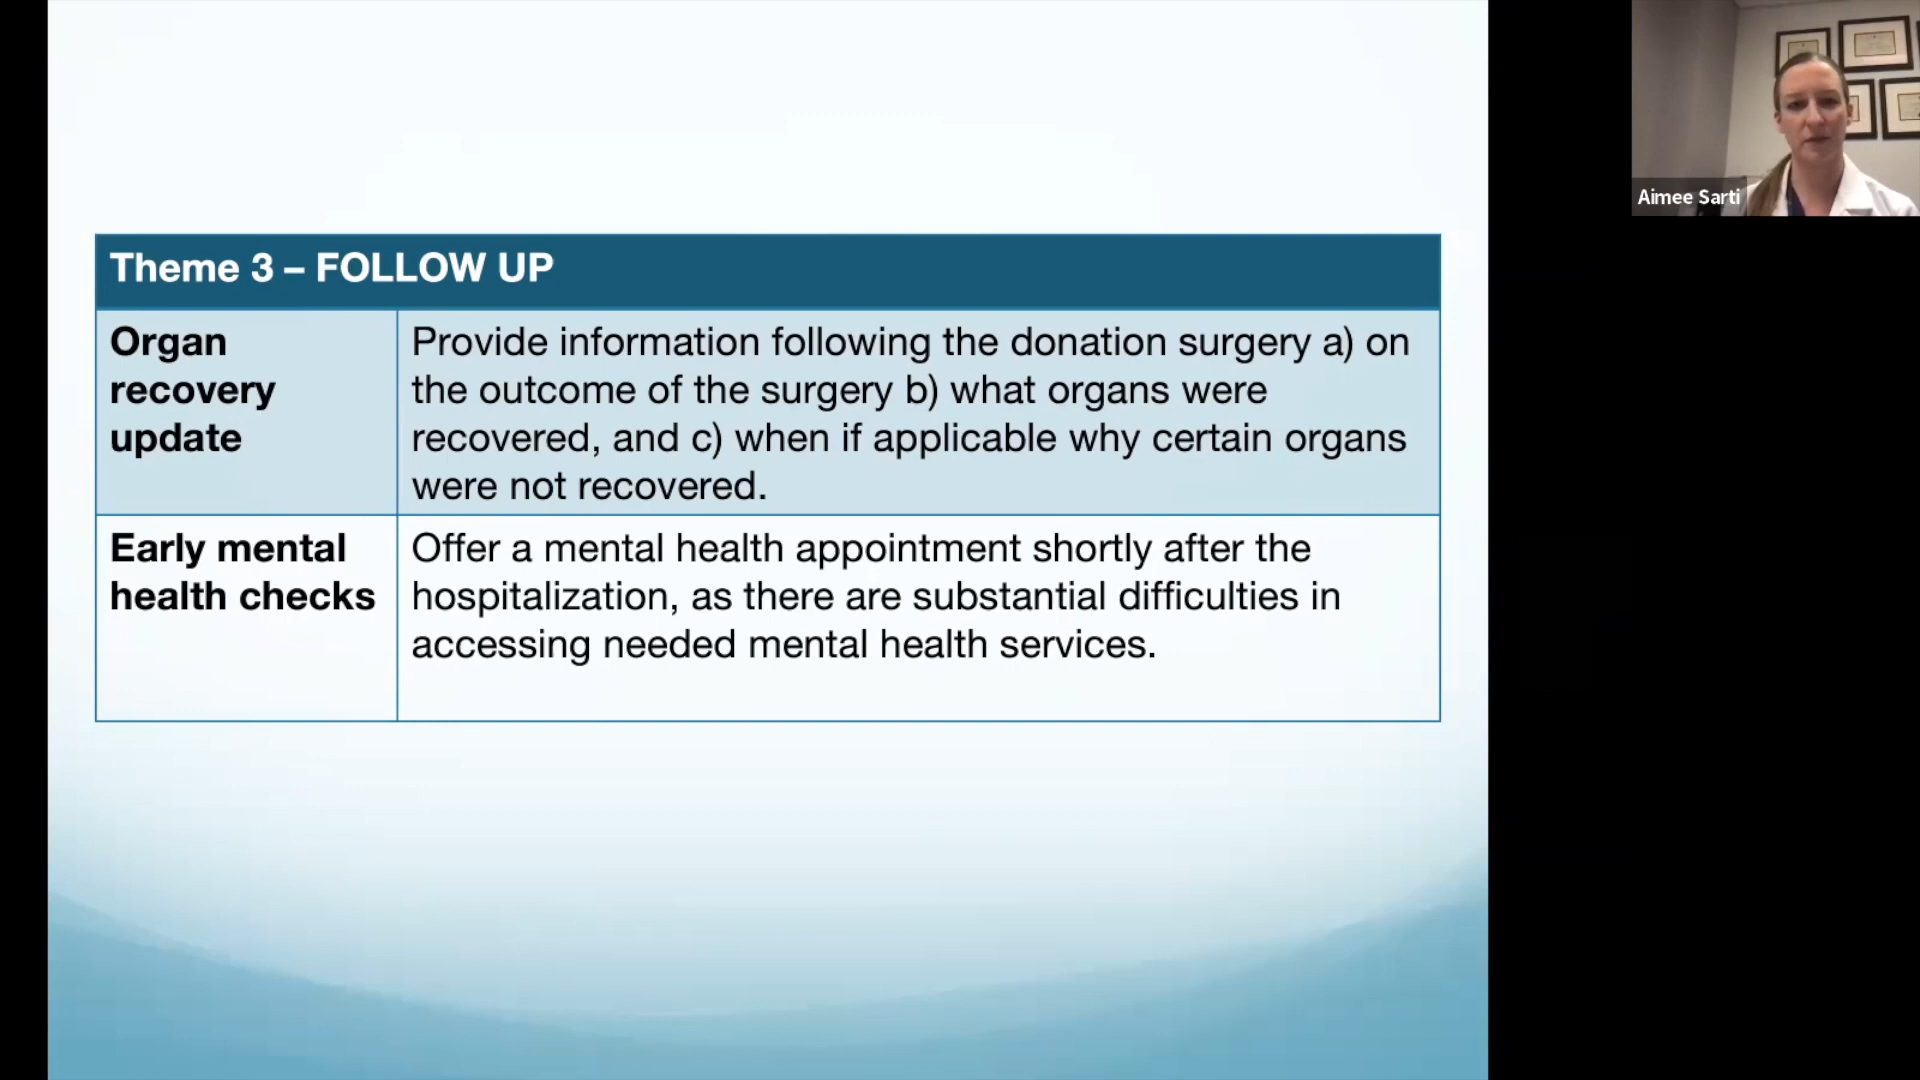 Theme 3 – FOLLOW UP
Organ
recovery
update
Provide information following the donation surgery a) on
the outcome of the surgery b) what organs were
recovered, and c) when if applicable why certain organs
were not recovered.
Early mental
health checks
Offer a mental health appointment shortly after the
hospitalization, as there are substantial difficulties in
accessing needed mental health services.
Aimee Sarti